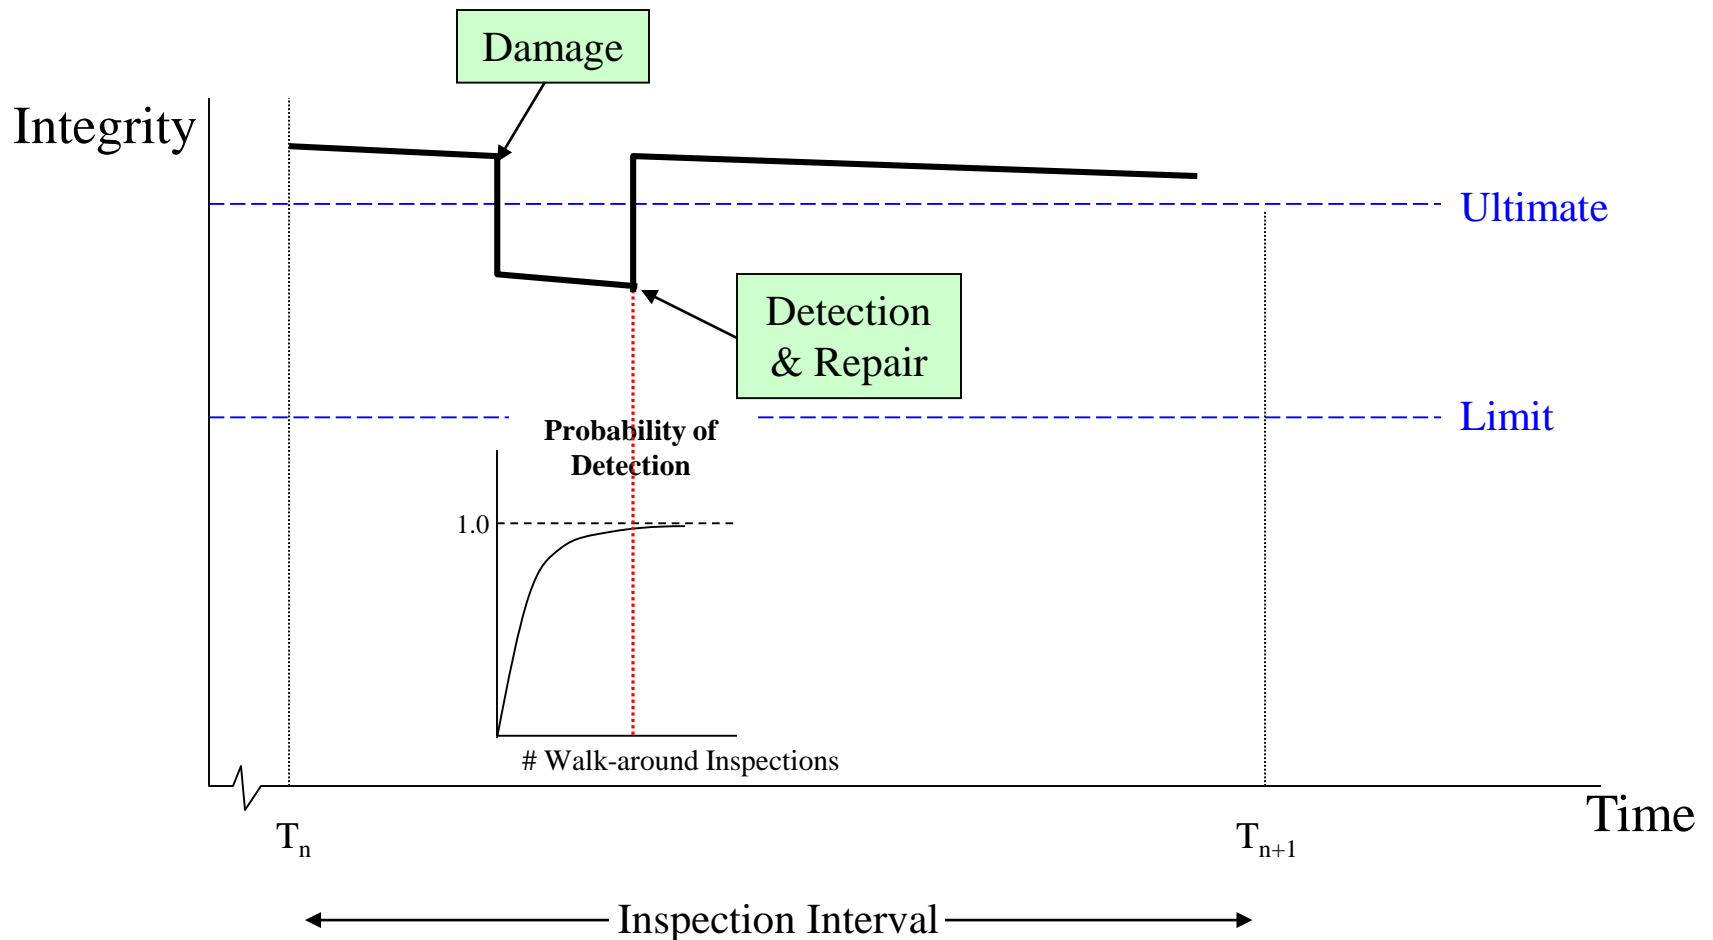 Damage
Integrity
Ultimate
Detection
& Repair
Limit
Probability of
Detection
1.0
# Walk-around Inspections
Time
Tn
Tn+1
Inspection Interval